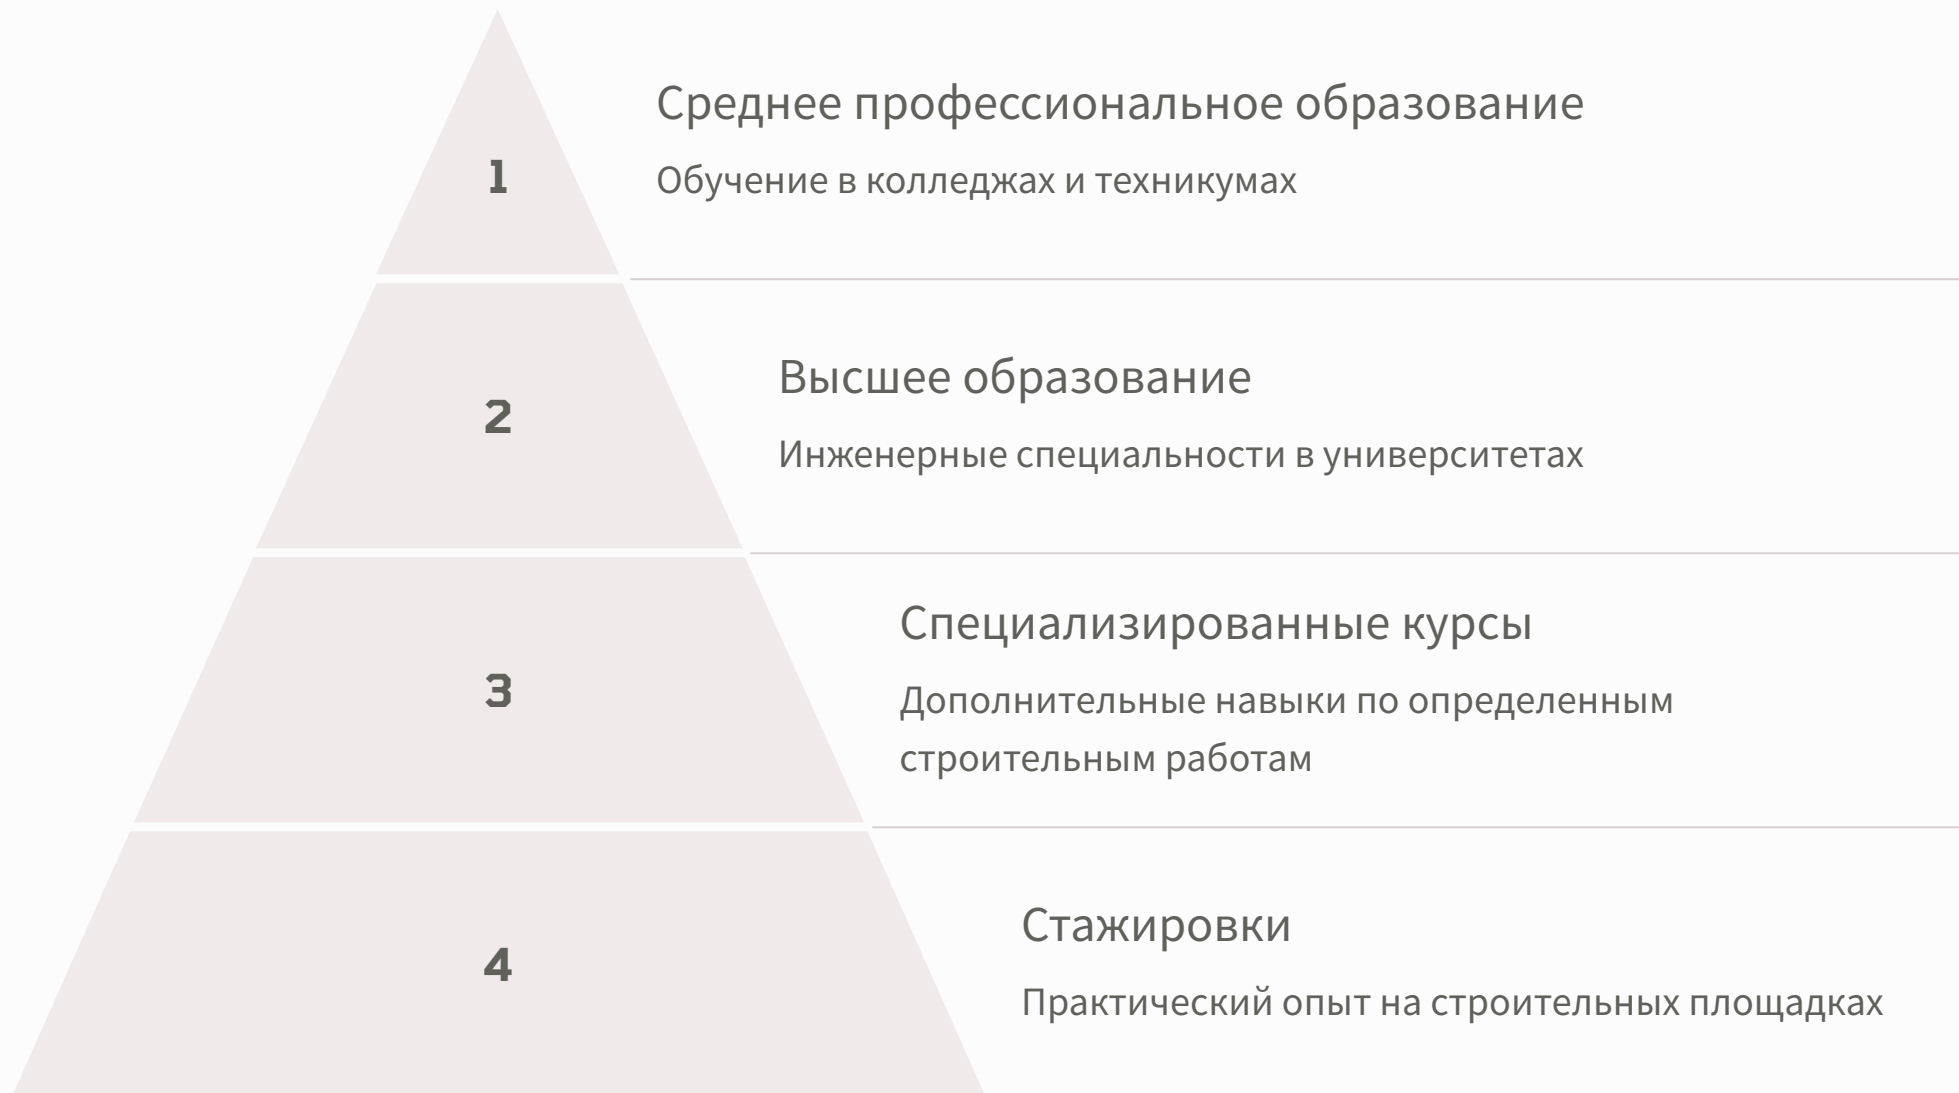 1
Среднее профессиональное образование
Обучение в колледжах и техникумах
2
Высшее образование
Инженерные специальности в университетах
3
Специализированные курсы
Дополнительные навыки по определенным
строительным работам
4
Стажировки
Практический опыт на строительных площадках